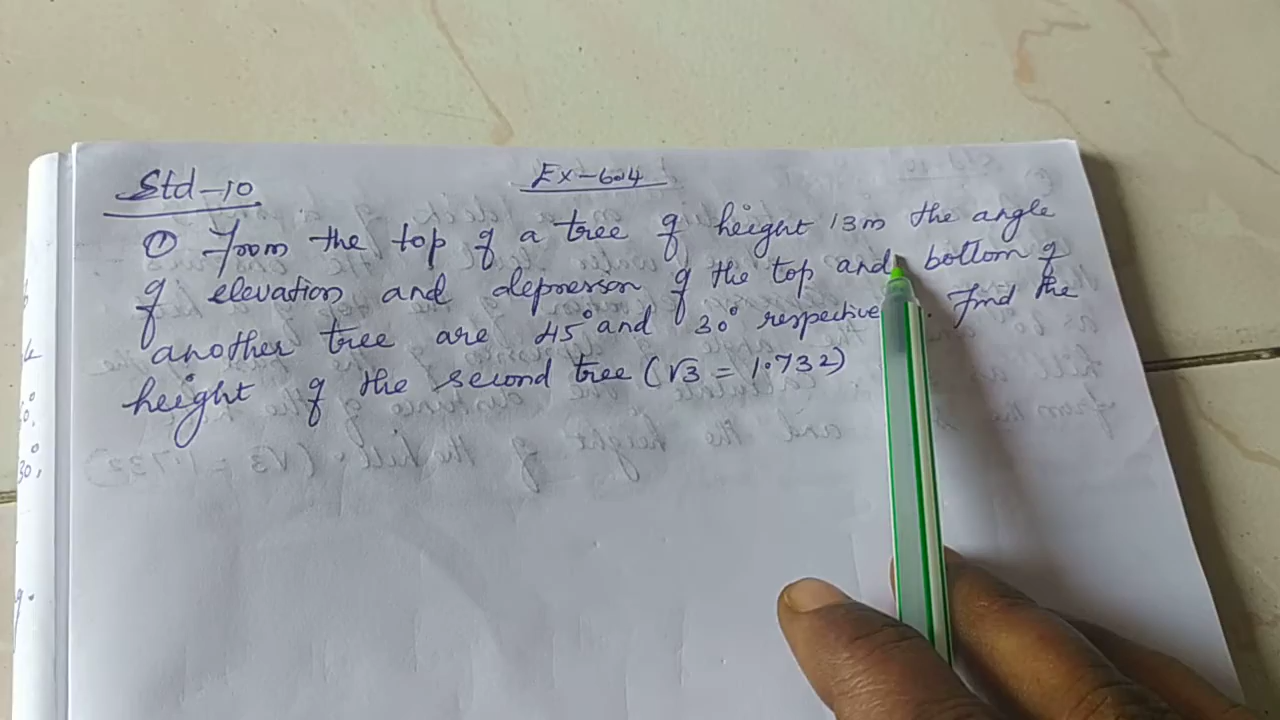 Std-10
Ex-6.4
① From the top of a tree of height 13m the angle
of elevation and depression of the top and bottom of
another tree are 45° and 30° respective . Find the
height of the second tree (√3 = 1.732)
30°,